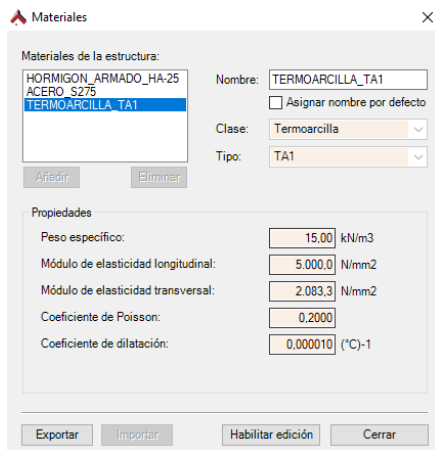 Materiales
Materiales de la estructura:
HORMIGON_ARMADO_HA-25
ACERO_S275
TERMOARCILLA_TA1
Añadir
Eliminar
Nombre: TERMOARCILLA_TA1
Asignar nombre por defecto
Clase: Termoarcilla
Tipo: TA1
Propiedades
Peso específico: 15,00 kN/m3
Módulo de elasticidad longitudinal: 5.000,0 N/mm2
Módulo de elasticidad transversal: 2.083,3 N/mm2
Coeficiente de Poisson: 0,2000
Coeficiente de dilatación: 0,000010 (°C)-1
Exportar
Importar
Habilitar edición
Cerrar